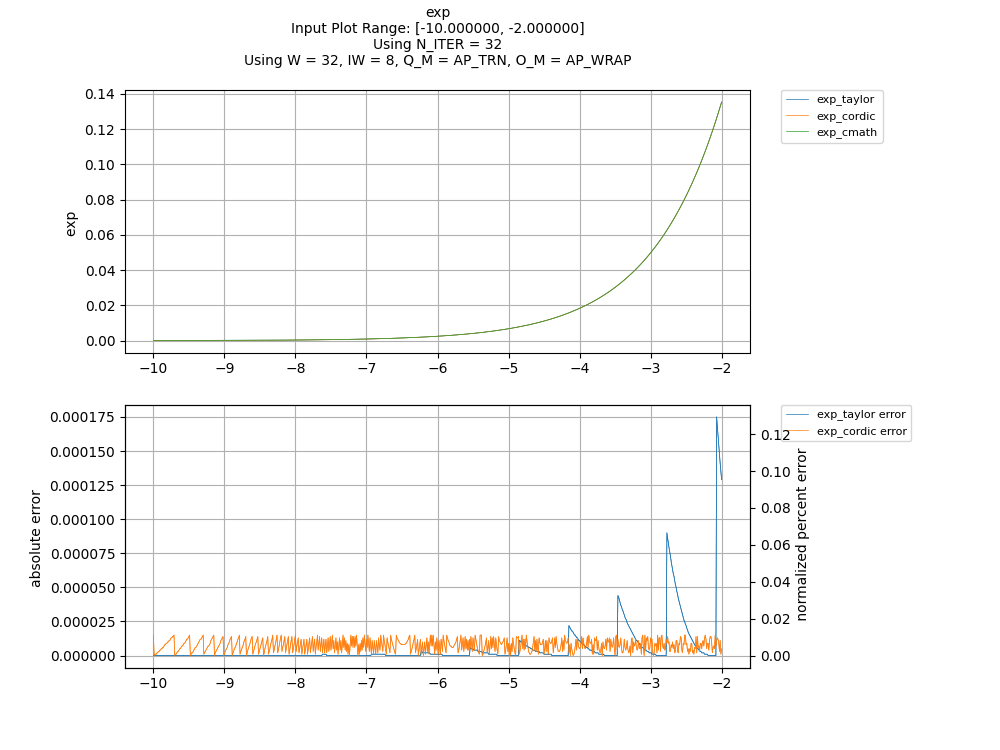 exp
Input Plot Range: [-10.000000, -2.000000]
Using N_ITER = 32
Using W = 32, IW = 8, Q_M = AP_TRN, O_M = AP_WRAP
0.14
0.12
0.10
0.08
0.06
0.04
0.02
0.00
exp
−10 −9 −8 −7 −6 −5 −4 −3 −2
exp_taylor
exp_cordic
exp_cmath
0.000175
0.000150
0.000125
0.000100
0.000075
0.000050
0.000025
0.000000
absolute error
−10 −9 −8 −7 −6 −5 −4 −3 −2
0.12
0.10
0.08
0.06
0.04
0.02
0.00
normalized percent error
exp_taylor error
exp_cordic error